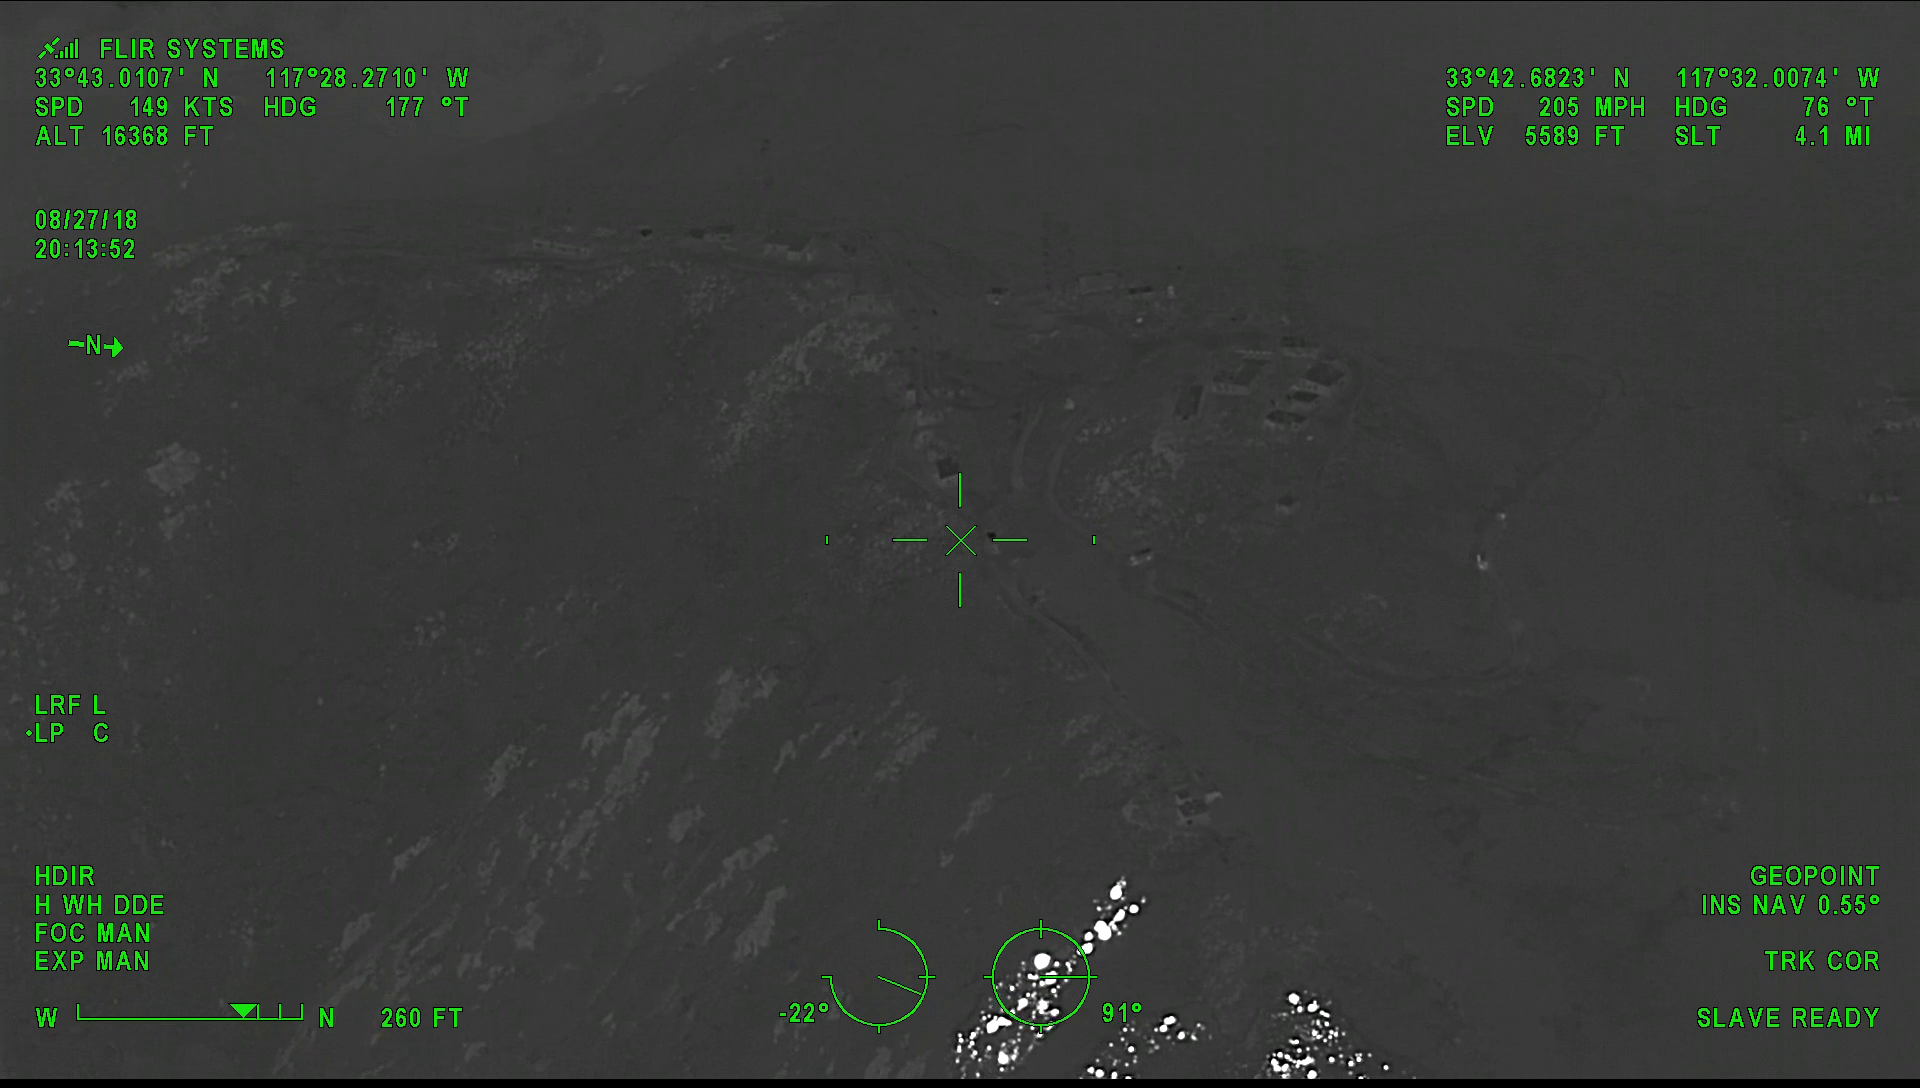 FLIR SYSTEMS
33°43.0107' N 117°28.2710' W
SPD 149 KTS HDG 177 °T
ALT 16368 FT
33°42.6823' N 117°32.0074' W
SPD 205 MPH HDG 76 °T
ELV 5589 FT SLT 4.1 MI
08/27/18
20:13:52
N
LRF L
LP C
HDIR
H WH DDE
FOC MAN
EXP MAN
W N 260 FT
-22° 91°
GEOPOINT
INS NAV 0.55°
TRK COR
SLAVE READY